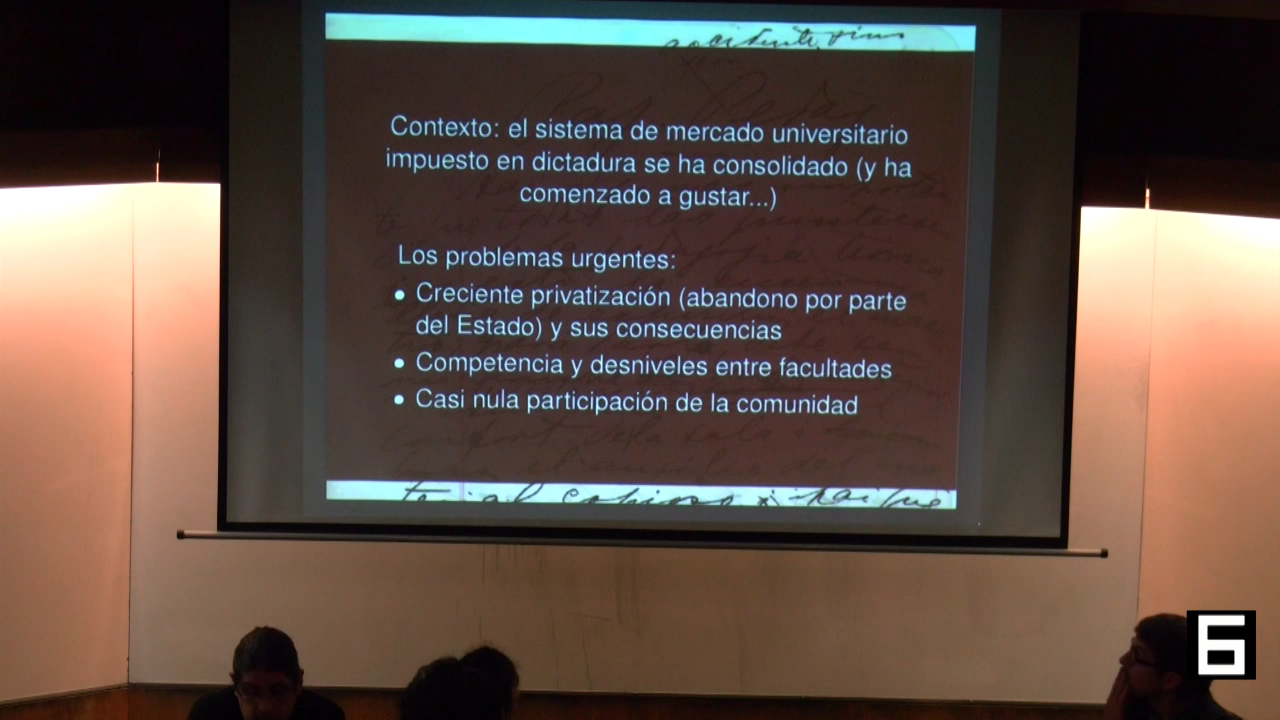 Contexto: el sistema de mercado universitario
impuesto en dictadura se ha consolidado (y ha
comenzado a gustar...)
Los problemas urgentes:
• Creciente privatización (abandono por parte
del Estado) y sus consecuencias
• Competencia y desniveles entre facultades
• Casi nula participación de la comunidad
6